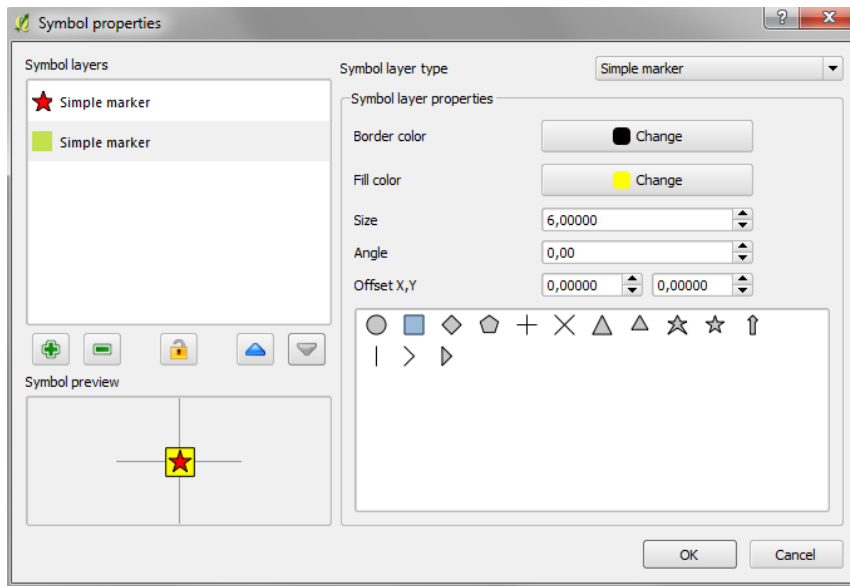 Symbol properties
Symbol layers
Simple marker
Simple marker
Symbol preview
Symbol layer type
Simple marker
Symbol layer properties
Border color
Change
Fill color
Change
Size
6,00000
Angle
0,00
Offset X,Y
0,00000
0,00000
OK
Cancel